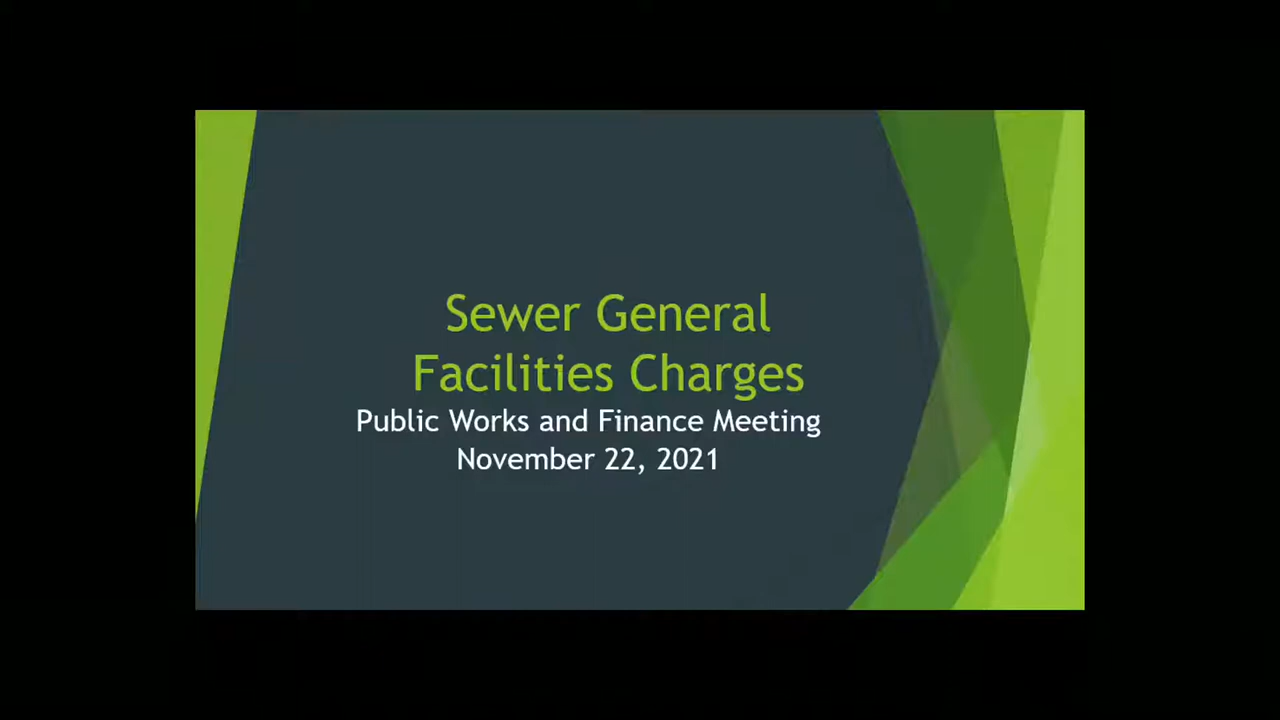 Sewer General
Facilities Charges
Public Works and Finance Meeting
November 22, 2021